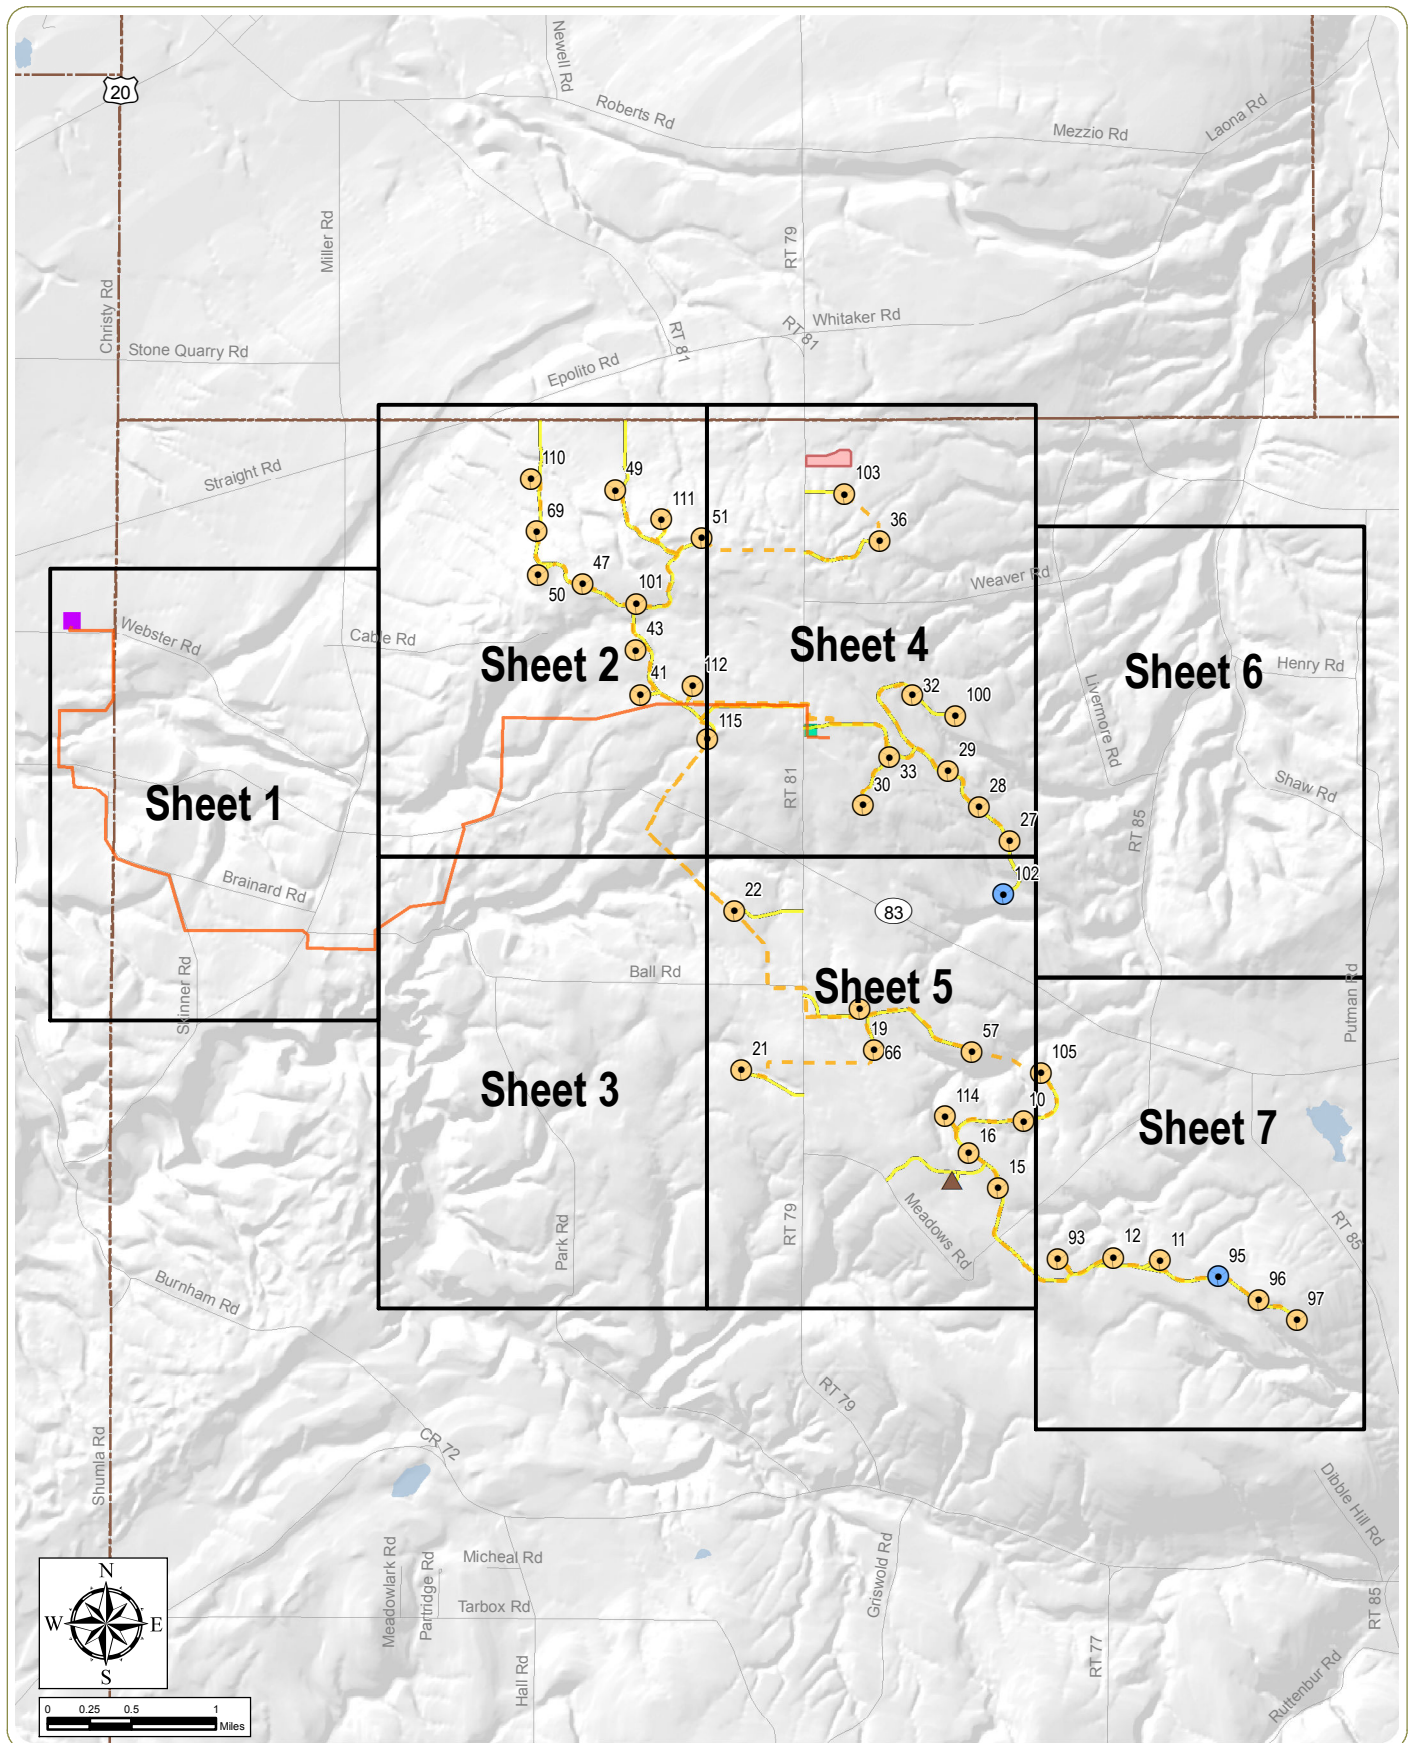 20
Newell Rd
Roberts Rd
Mezzio Rd
Laona Rd
Miller Rd
RT 79
Christy Rd
Whitaker Rd
RT 81
RT 81
Stone Quarry Rd
Epolito Rd
Straight Rd
110
49
103
111
51
69
36
47
50
101
Weaver Rd
Webster Rd
Cable Rd
43
Sheet 2
Sheet 4
Sheet 6
Henry Rd
41
112
32
100
Livermore Rd
115
29
33
Sheet 1
RT 81
30
28
Shaw Rd
RT 85
27
102
Brainard Rd
22
83
Ball Rd
Sheet 5
Skinner Rd
Putman Rd
19
66
57
21
105
Sheet 3
114
10
Sheet 7
16
15
RT 79
Meadows Rd
Park Rd
RT 85
93
12
11
95
96
97
Burnham Rd
RT 79
CR 72
Shumla Rd
Dibble Hill Rd
N
W
E
S
Meadowlark Rd
Partridge Rd
Micheal Rd
Tarbox Rd
Griswold Rd
RT 77
RT 85
Hall Rd
Ruttenbur Rd
0 0.25 0.5 1
Miles